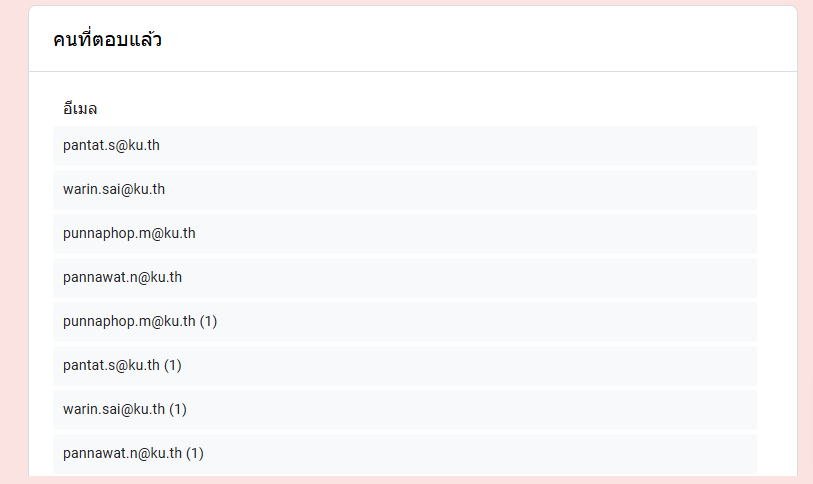 คนที่ตอบแล้ว
อีเมล
pantat.s@ku.th
warin.sai@ku.th
punnaphop.m@ku.th
pannawat.n@ku.th
punnaphop.m@ku.th (1)
pantat.s@ku.th (1)
warin.sai@ku.th (1)
pannawat.n@ku.th (1)